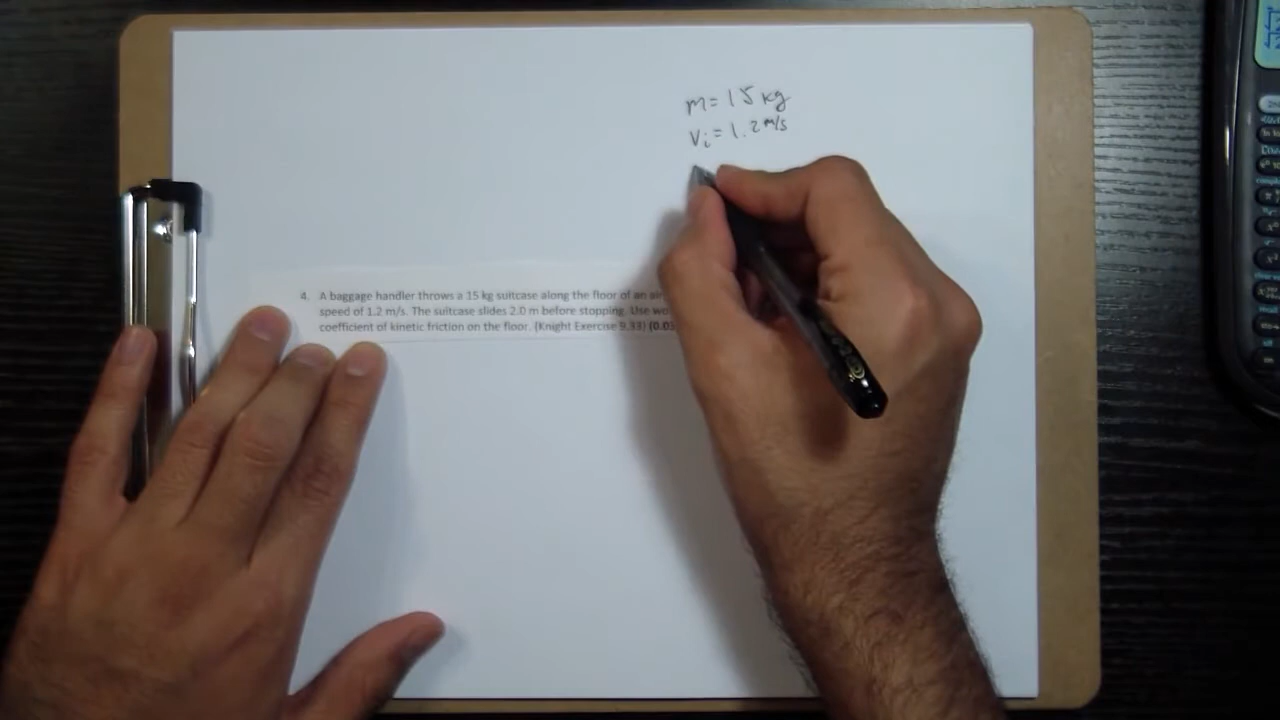 m = 15 kg
vi = 1.2 m/s
4. A baggage handler throws a 15 kg suitcase along the floor of an
speed of 1.2 m/s. The suitcase slides 2.0 m before stopping. Use
coefficient of kinetic friction on the floor. (Knight Exercise 9.33)